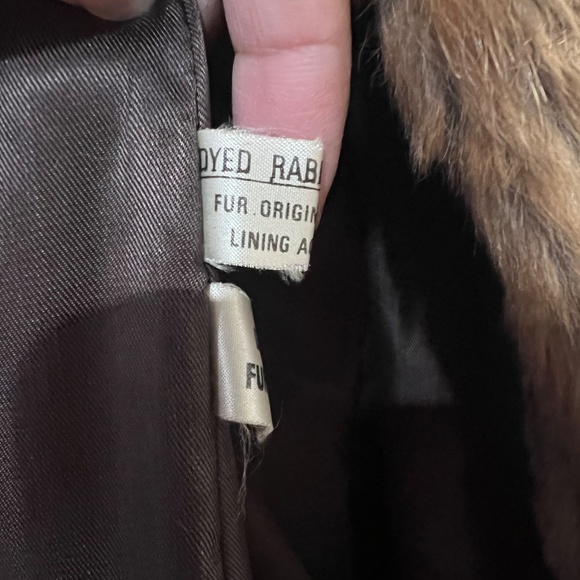 DYED RAB
FUR ORIGIN
LINING A
FU